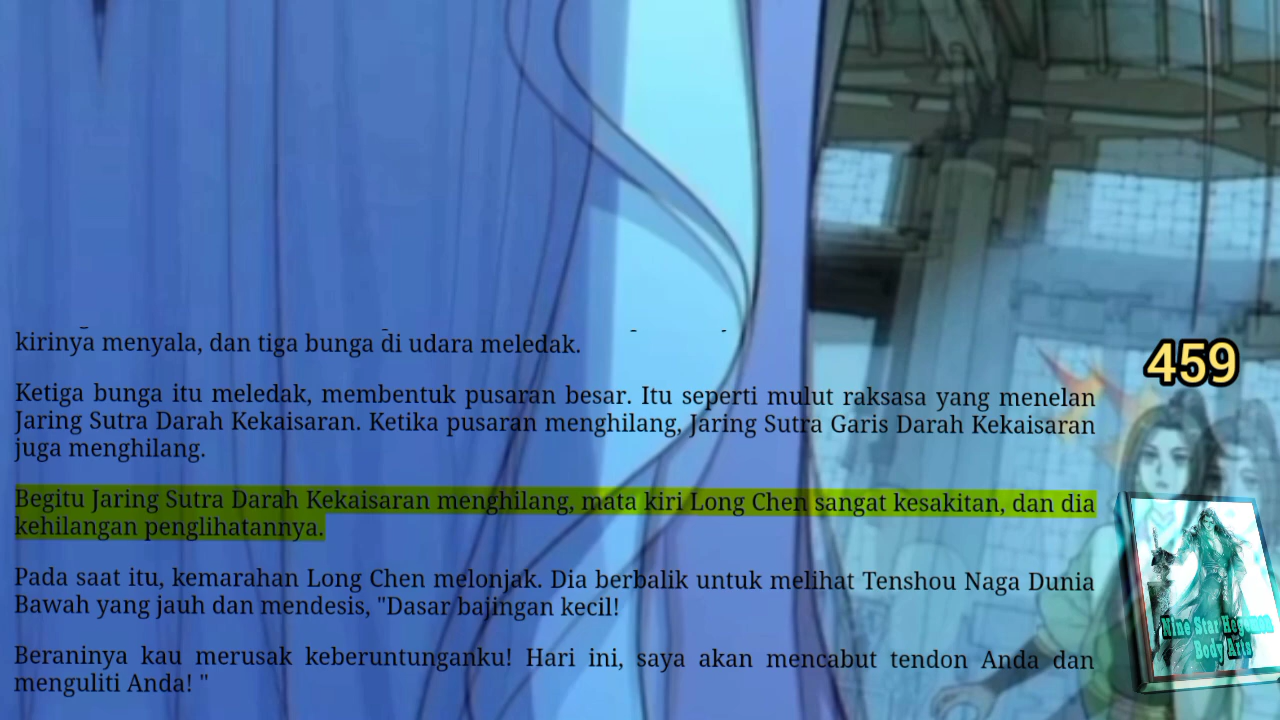 kirinya menyala, dan tiga bunga di udara meledak.
Ketiga bunga itu meledak, membentuk pusaran besar. Itu seperti mulut raksasa yang menelan
Jaring Sutra Darah Kekaisaran. Ketika pusaran menghilang, Jaring Sutra Garis Darah Kekaisaran
juga menghilang.
Begitu Jaring Sutra Darah Kekaisaran menghilang, mata kiri Long Chen sangat kesakitan, dan dia
kehilangan penglihatannya.
Pada saat itu, kemarahan Long Chen melonjak. Dia berbalik untuk melihat Tenshou Naga Dunia
Bawah yang jauh dan mendesis, "Dasar bajingan kecil!
Beraninya kau merusak keberuntunganku! Hari ini, saya akan mencabut tendon Anda dan
menguliti Anda! "
459
Nine Star Hegemon
Body Arts